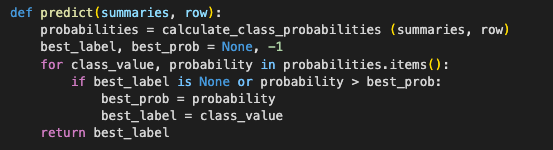 def predict(summaries, row):
    probabilities = calculate_class_probabilities (summaries, row)
    best_label, best_prob = None, -1
    for class_value, probability in probabilities.items():
        if best_label is None or probability > best_prob:
            best_prob = probability
            best_label = class_value
    return best_label